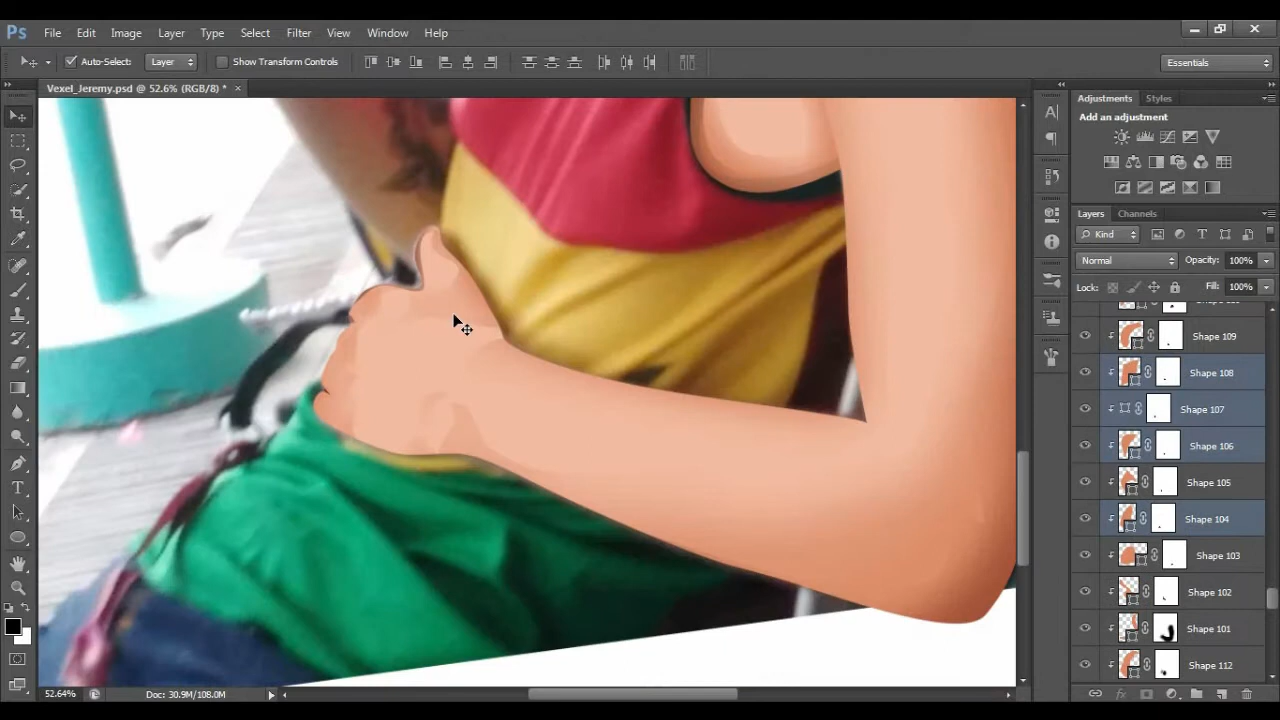 Ps File Edit Image Layer Type Select Filter View Window Help
Auto-Select: Layer Show Transform Controls Essentials
Vexel_Jeremy.psd @ 52.6% (RGB/8) * ×
Adjustments Styles
Add an adjustment
Layers Channels
Kind
Normal Opacity: 100%
Lock: Fill: 100%
Shape 109
Shape 108
Shape 107
Shape 106
Shape 105
Shape 104
Shape 103
Shape 102
Shape 101
Shape 112
52.64% Doc: 30.9M/108.0M